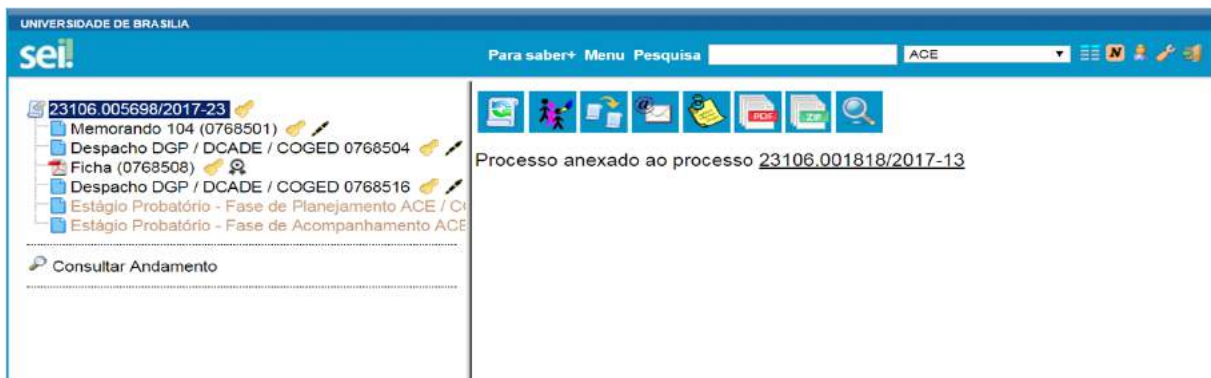 UNIVERSIDADE DE BRASILIA
sei!
Para saber+ Menu Pesquisa ACE
N
23106.005698/2017-23
Memorando 104 (0768501)
Despacho DGP / DCADE / COGED 0768504
Ficha (0768508)
Despacho DGP / DCADE / COGED 0768516
Estágio Probatório - Fase de Planejamento ACE / CO
Estágio Probatório - Fase de Acompanhamento ACE
Consultar Andamento
PDF
ZIP
Processo anexado ao processo 23106.001818/2017-13